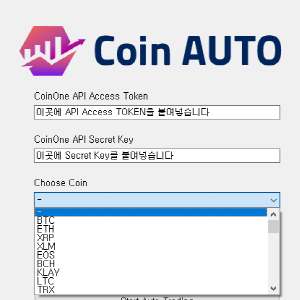 Coin AUTO
CoinOne API Access Token
이곳에 API Access TOKEN을 붙여넣습니다
CoinOne API Secret Key
이곳에 Secret Key를 붙여넣습니다
Choose Coin
-
-
BTC
ETH
XRP
XLM
EOS
BCH
KLAY
LTC
TRX
Start Auto Trading